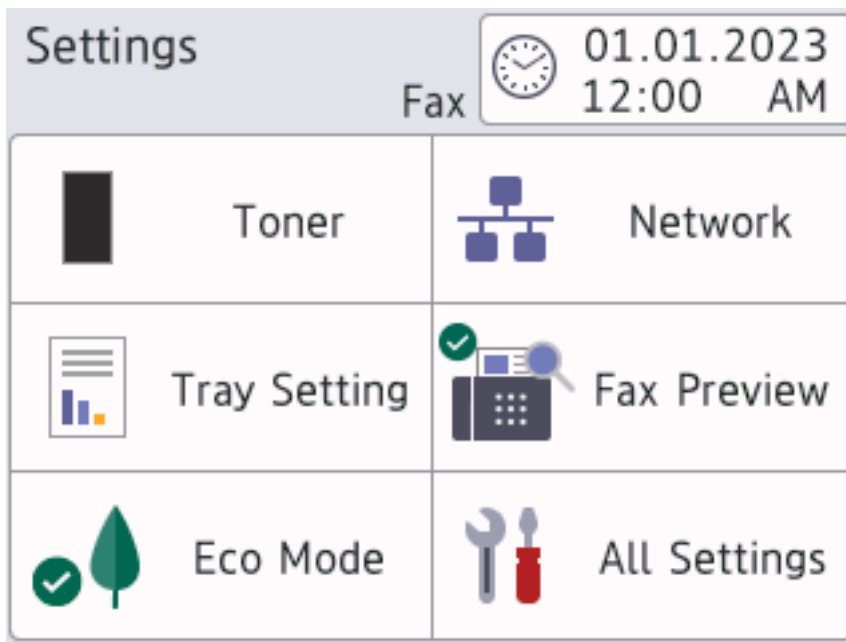 Settings
Fax
01.01.2023
12:00 AM
Toner
Network
Tray Setting
Fax Preview
Eco Mode
All Settings